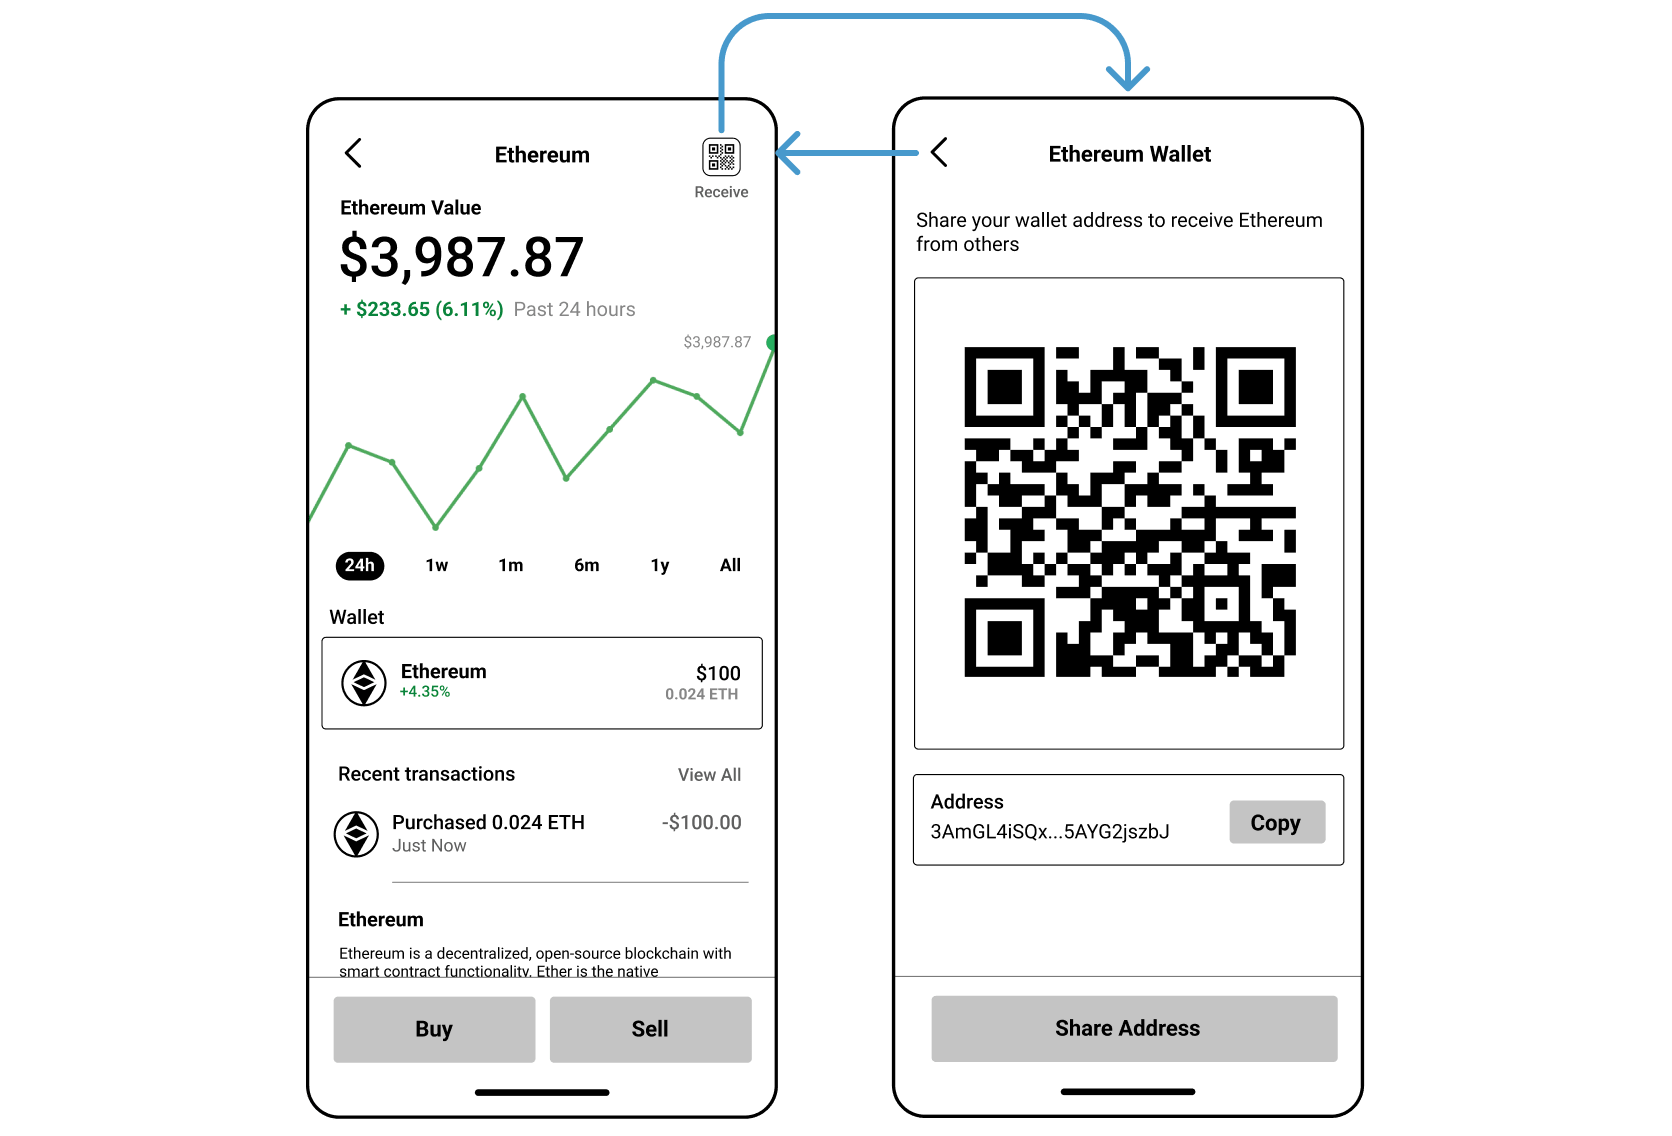 Ethereum
Receive
Ethereum Value
$3,987.87
+ $233.65 (6.11%) Past 24 hours
$3,987.87
24h 1w 1m 6m 1y All
Wallet
Ethereum $100
+4.35% 0.024 ETH
Recent transactions View All
Purchased 0.024 ETH -$100.00
Just Now
Ethereum
Ethereum is a decentralized, open-source blockchain with
smart contract functionality. Ether is the native
Buy Sell
Ethereum Wallet
Share your wallet address to receive Ethereum
from others
Address
3AmGL4iSQx...5AYG2jszbJ
Copy
Share Address